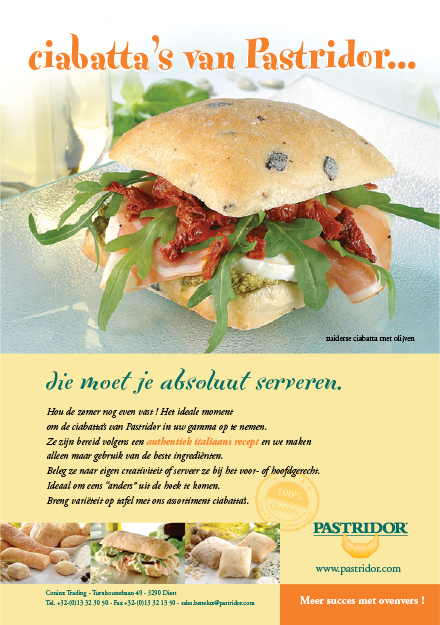 ciabatta's van Pastridor...
zuiderse ciabatta met olijven
die moet je absoluut serveren.
Hou de zomer nog even vast ! Het ideale moment
om de ciabatta's van Pastridor in uw gamma op te nemen.
Ze zijn bereid volgens een authentiek italiaans recept en we maken
alleen maar gebruik van de beste ingrediënten.
Beleg ze naar eigen creativiteit of serveer ze bij het voor- of hoofdgerecht.
Ideaal om eens "anders" uit de hoek te komen.
Breng variëteit op tafel met ons assortiment ciabatta's.
100%
Quality
PASTRIDOR
www.pastridor.com
Coninx Trading - Turnhoutsebaan 49 - 3290 Diest
Tel. +32-(0)13 32 30 50 - Fax +32-(0)13 32 13 50 - sales.benelux@pastridor.com
Meer succes met ovenvers !